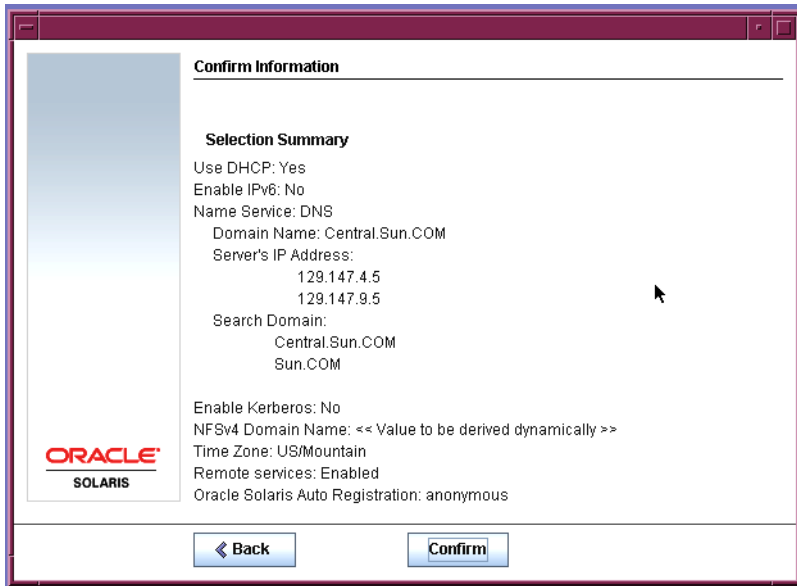 Confirm Information
Selection Summary
Use DHCP: Yes
Enable IPv6: No
Name Service: DNS
Domain Name: Central.Sun.COM
Server's IP Address:
129.147.4.5
129.147.9.5
Search Domain:
Central.Sun.COM
Sun.COM
Enable Kerberos: No
NFSv4 Domain Name: << Value to be derived dynamically >>
Time Zone: US/Mountain
Remote services: Enabled
Oracle Solaris Auto Registration: anonymous
ORACLE
SOLARIS
Back
Confirm